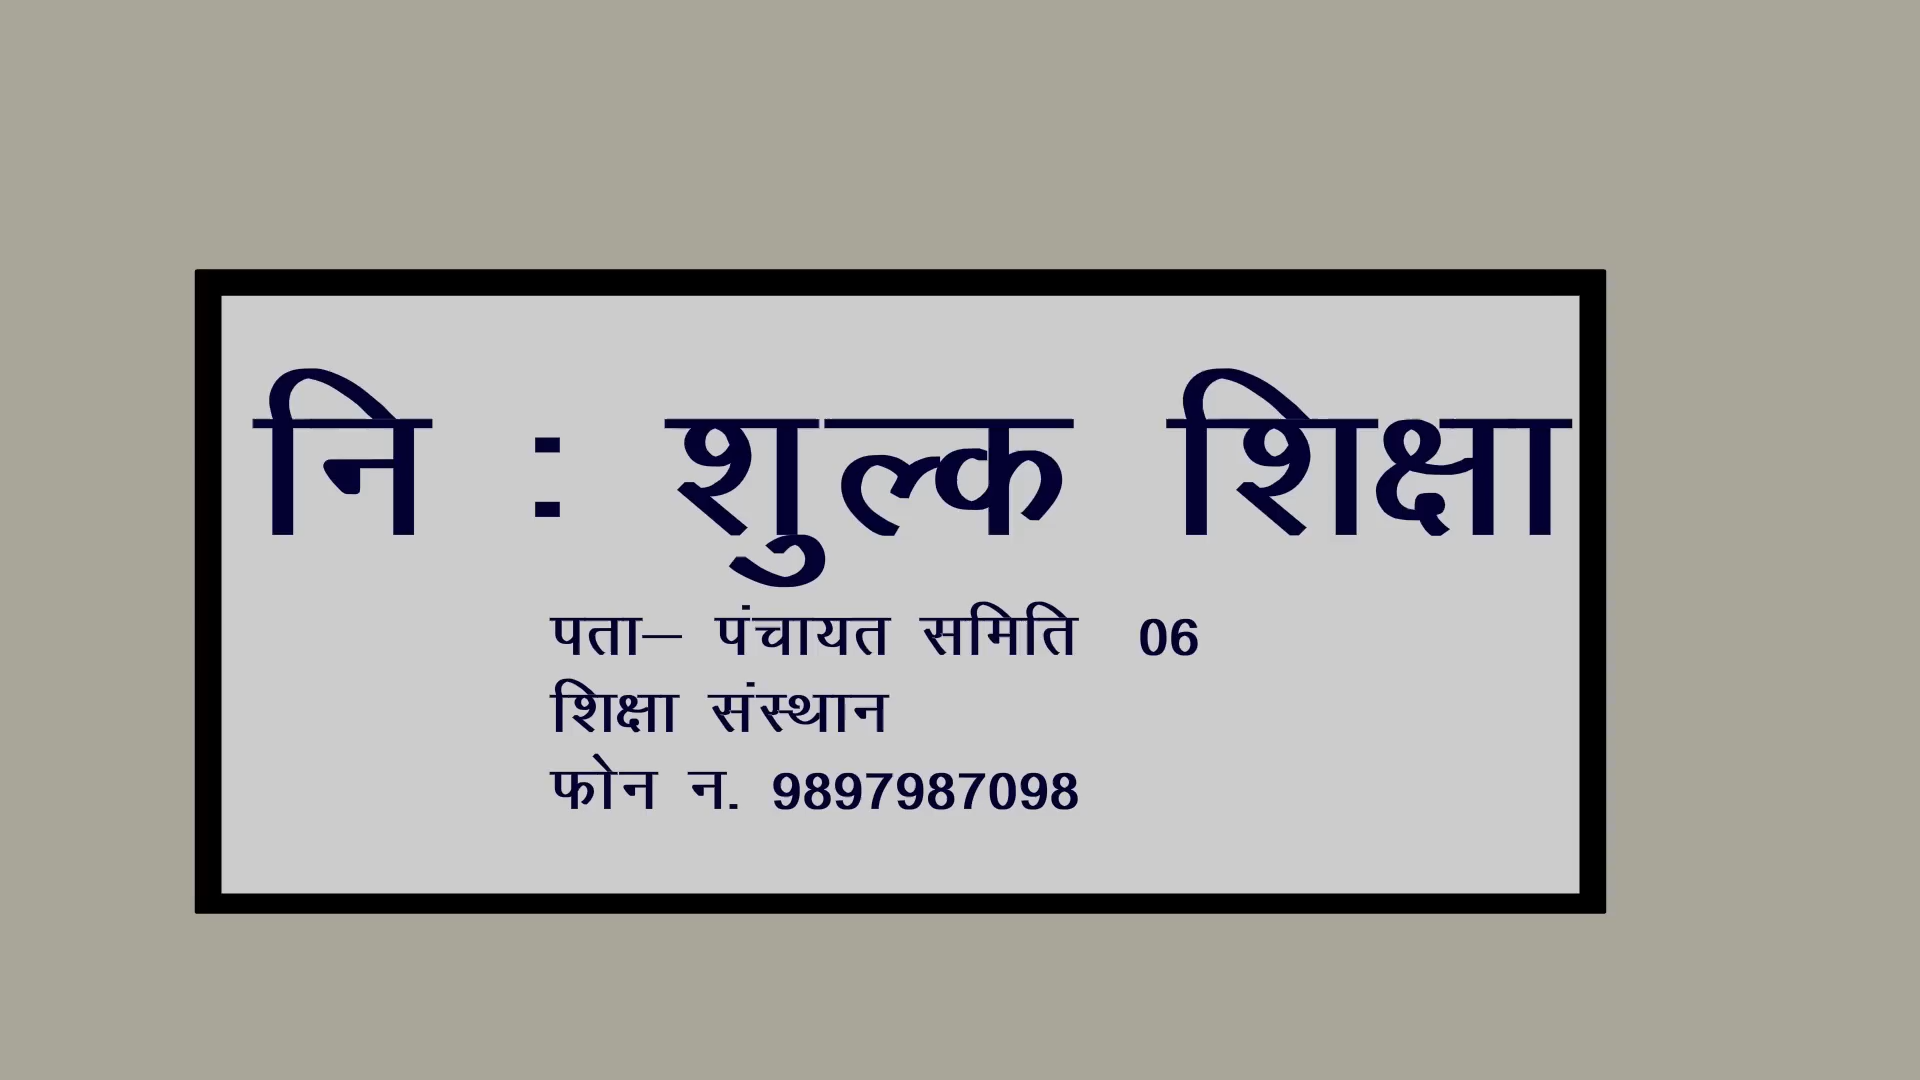 नि : शुल्क शिक्षा
पता– पंचायत समिति 06
शिक्षा संस्थान
फोन न. 9897987098